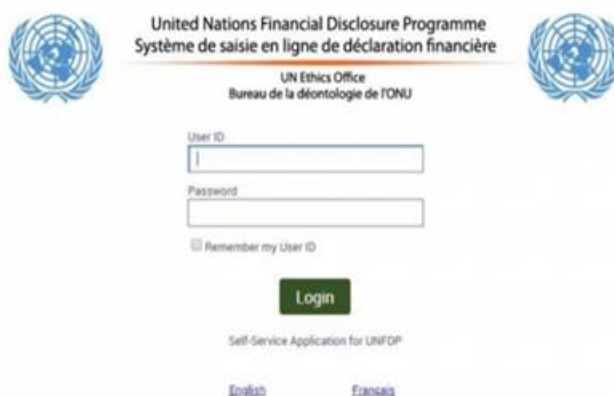 United Nations Financial Disclosure Programme
Système de saisie en ligne de déclaration financière
UN Ethics Office
Bureau de la déontologie de l'ONU
User ID
Password
Remember my User ID
Login
Self-Service Application for UNFDP
English Français